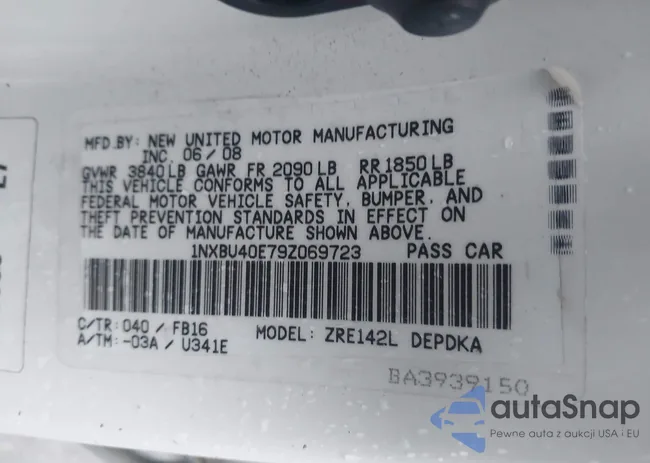 MFD.BY: NEW UNITED MOTOR MANUFACTURING
INC. 06/08
GVWR 3840LB GAWR FR 2090LB RR1850LB
THIS VEHICLE CONFORMS TO ALL APPLICABLE
FEDERAL MOTOR VEHICLE SAFETY, BUMPER, AND
THEFT PREVENTION STANDARDS IN EFFECT ON
THE DATE OF MANUFACTURE SHOWN ABOVE.
1NXBU40E79Z069723 PASS CAR
C/TR: 040 / FB16 MODEL: ZRE142L DEPDKA
A/TM: -03A / U341E
BA3939150
autaSnap
Pewne auta z aukcji USA i EU